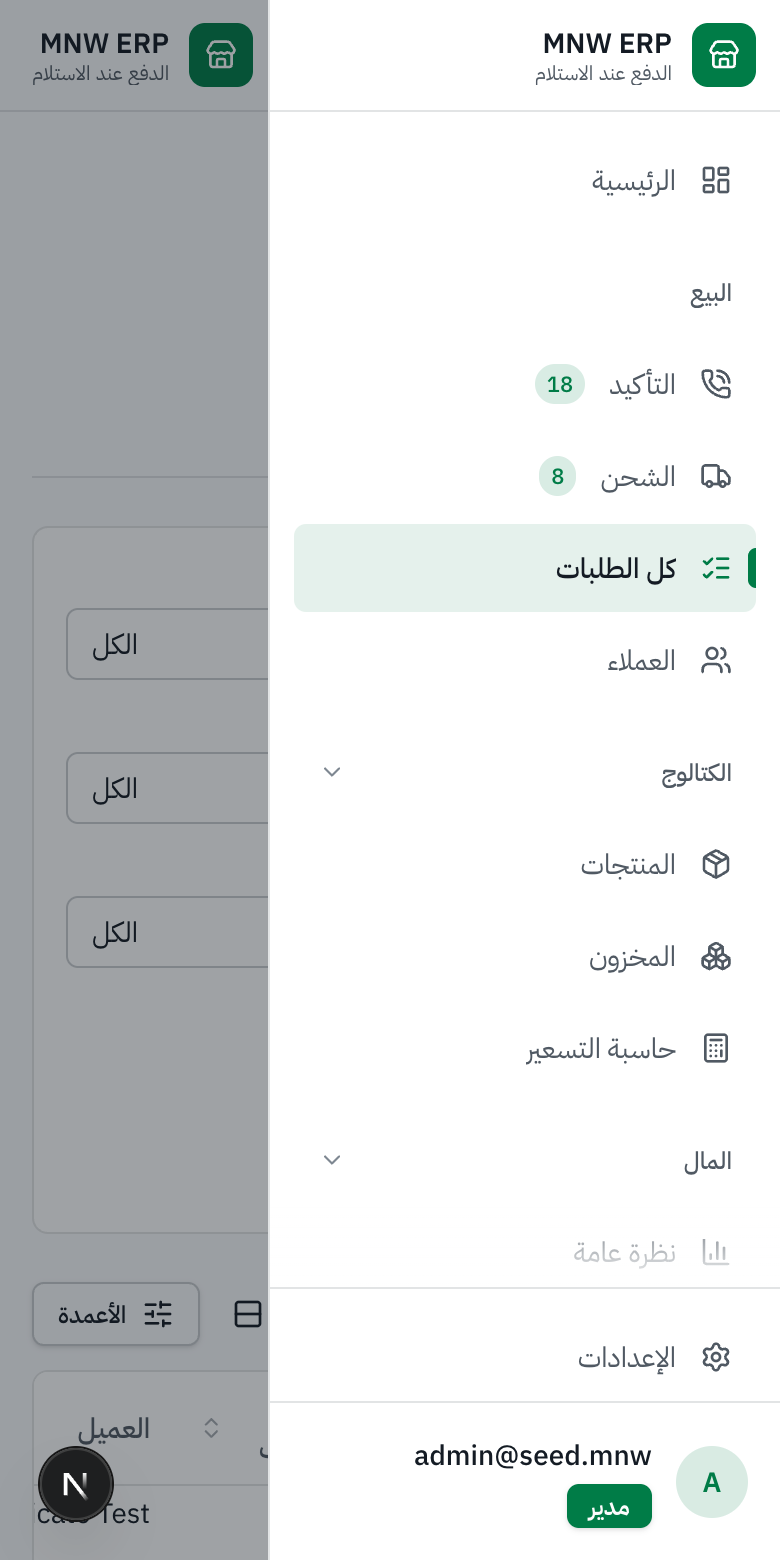 MNW ERP
الدفع عند الاستلام
الرئيسية
البيع
التأكيد 18
الشحن 8
كل الطلبات
العملاء
الكتالوج
المنتجات
المخزون
حاسبة التسعير
المال
نظرة عامة
الإعدادات
admin@seed.mnw
A
مدير
MNW ERP
الدفع عند الاستلام
الكل
الكل
الكل
الأعمدة
العميل
Test
N